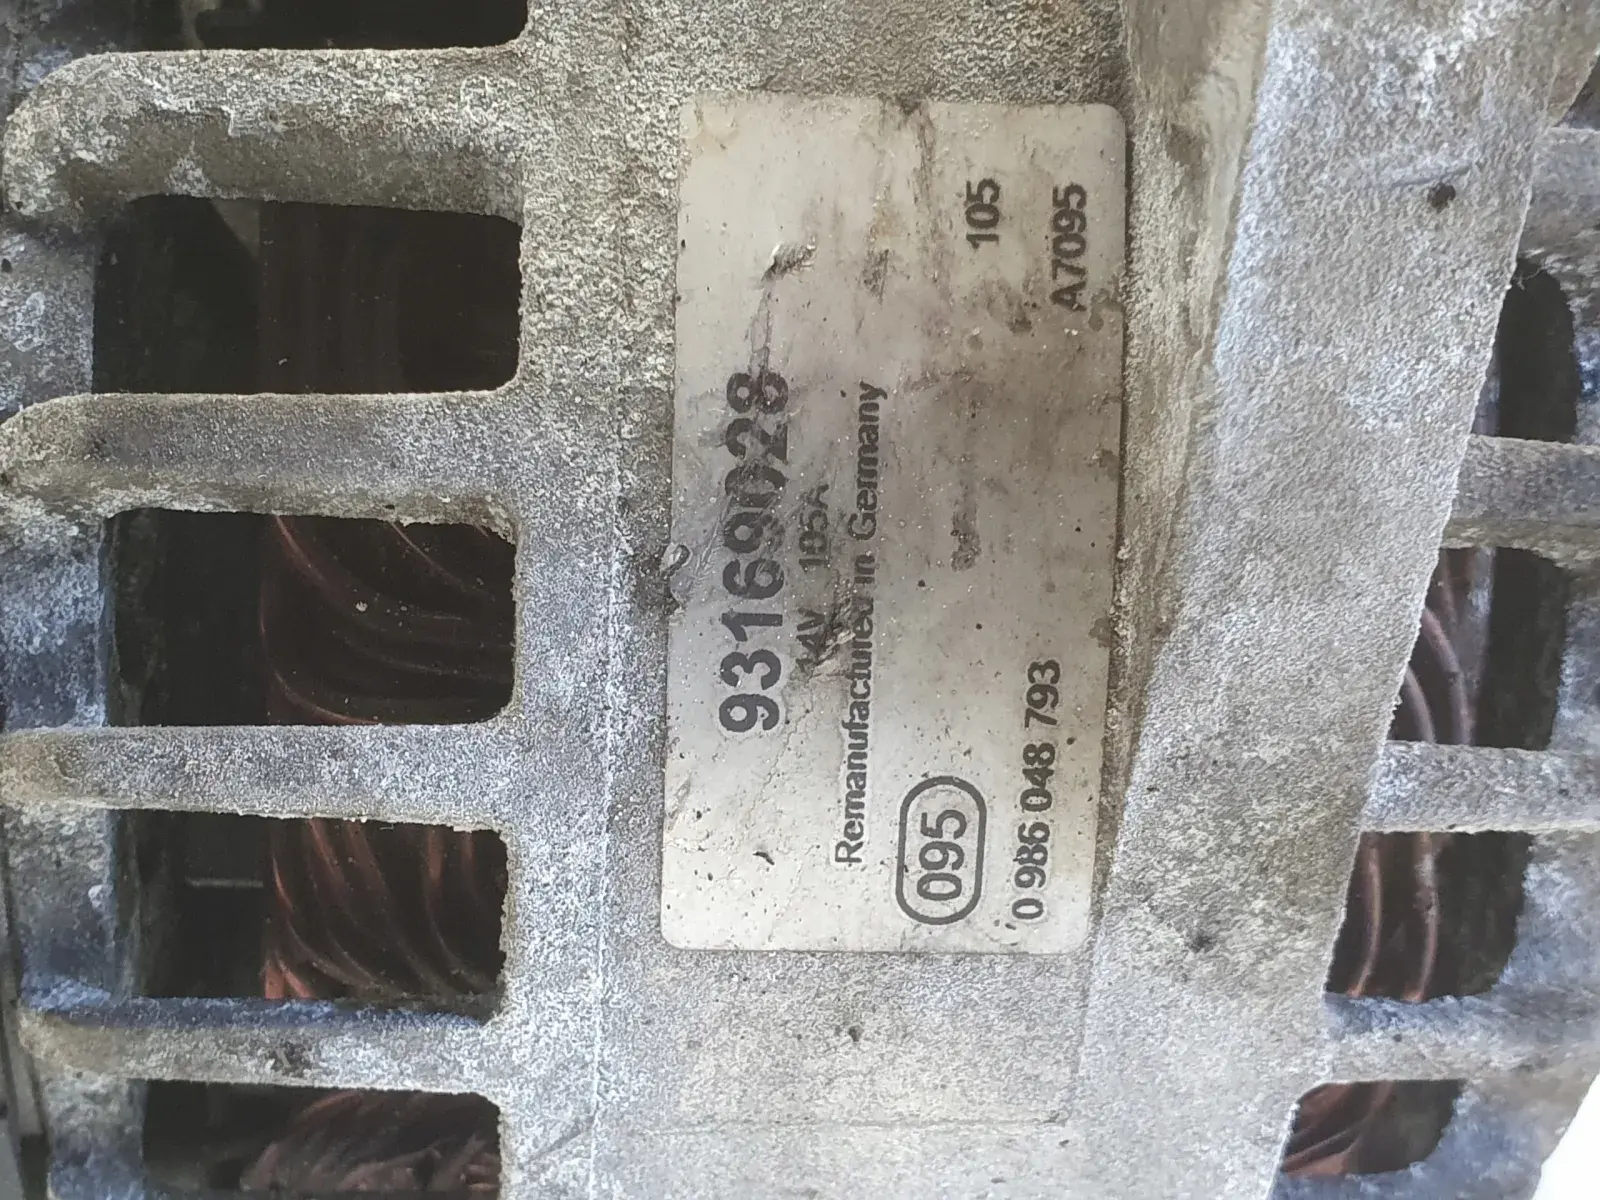 93169028
14V 105A
Remanufactured in Germany
095
105
0 986 048 793
A7095